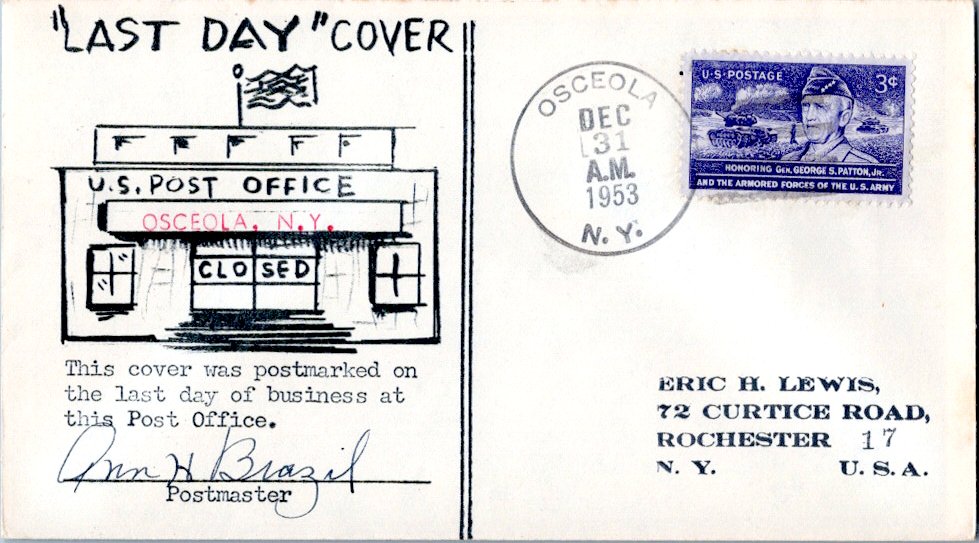 "LAST DAY" COVER
U.S. POST OFFICE
OSCEOLA, N.Y.
CLOSED
This cover was postmarked on
the last day of business at
this Post Office.
Ann H Brazil
Postmaster
OSCEOLA
DEC
31
A.M.
1953
N.Y.
U.S. POSTAGE 3¢
HONORING GEN. GEORGE S. PATTON, JR.
AND THE ARMORED FORCES OF THE U.S. ARMY
ERIC H. LEWIS,
72 CURTICE ROAD,
ROCHESTER 17
N. Y. U. S. A.